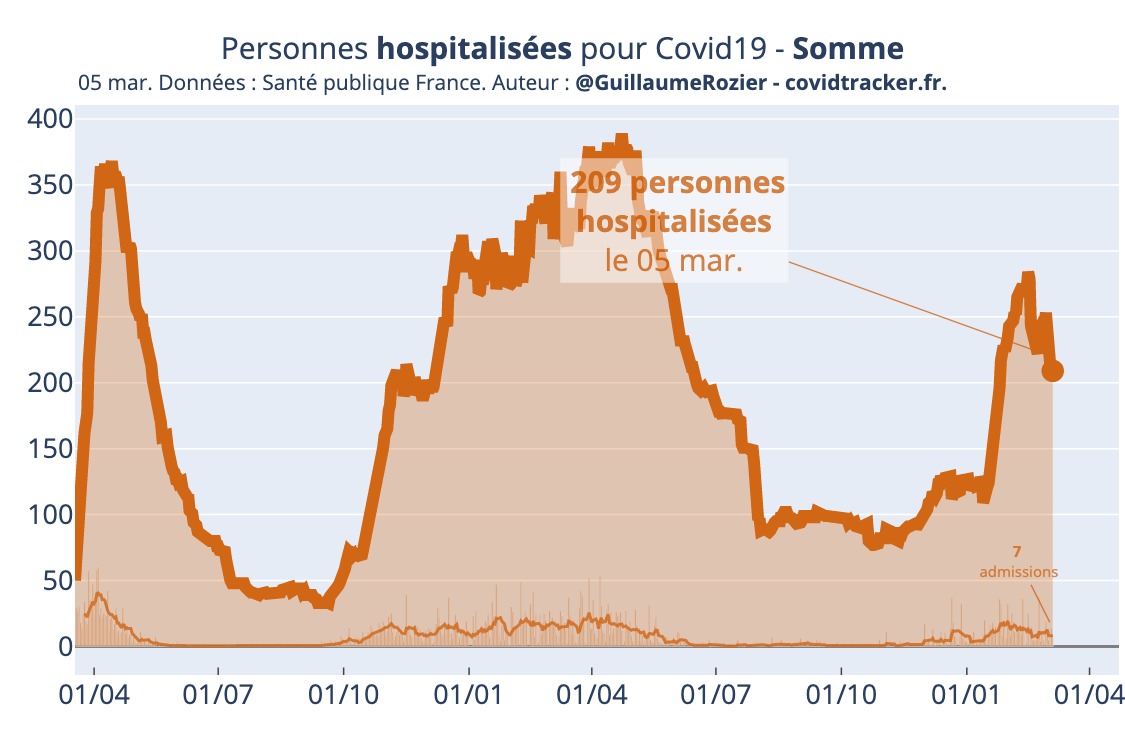 Personnes hospitalisées pour Covid19 - Somme
05 mar. Données : Santé publique France. Auteur : @GuillaumeRozier - covidtracker.fr.
400
350
300
250
200
150
100
50
0
209 personnes
hospitalisées
le 05 mar.
7
admissions
01/04 01/07 01/10 01/01 01/04 01/07 01/10 01/01 01/04